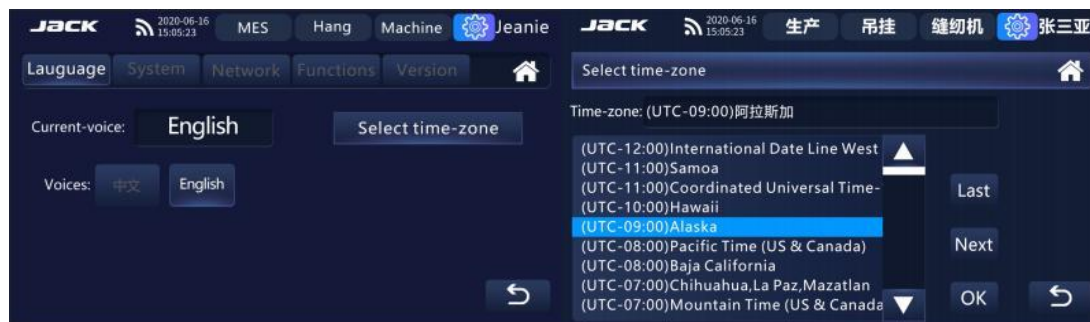 JACK 2020-06-16 15:05:23 MES Hang Machine Jeanie
Lauguage System Network Functions Version
Current-voice: English Select time-zone
Voices: 中文 English
JACK 2020-06-16 15:05:23 生产 吊挂 缝纫机 张三亚
Select time-zone
Time-zone: (UTC-09:00)阿拉斯加
(UTC-12:00)International Date Line West
(UTC-11:00)Samoa
(UTC-11:00)Coordinated Universal Time-
(UTC-10:00)Hawaii
(UTC-09:00)Alaska
(UTC-08:00)Pacific Time (US & Canada)
(UTC-08:00)Baja California
(UTC-07:00)Chihuahua,La Paz,Mazatlan
(UTC-07:00)Mountain Time (US & Canada
Last
Next
OK